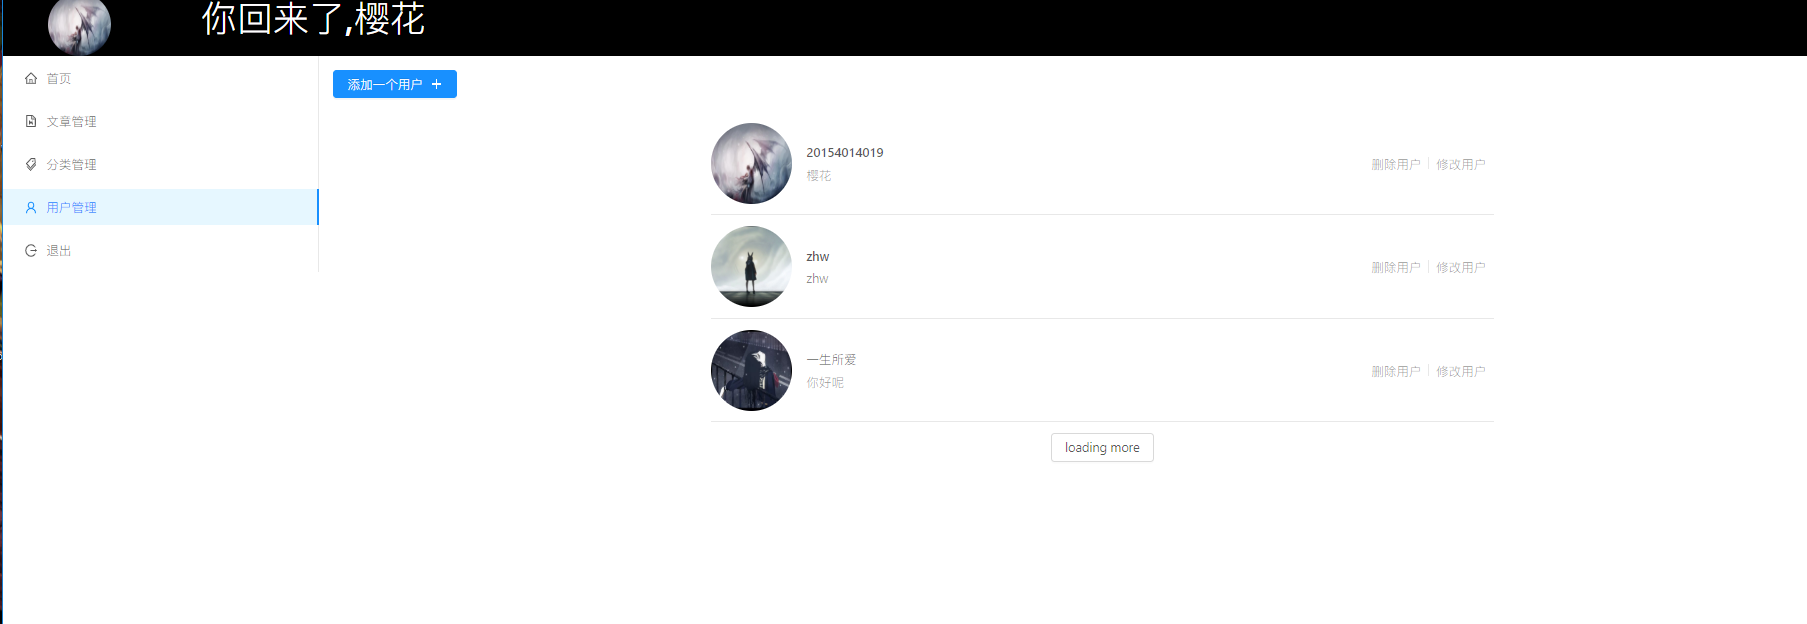 你回来了,樱花
首页
文章管理
分类管理
用户管理
退出
添加一个用户 +
20154014019
樱花
删除用户 修改用户
zhw
zhw
删除用户 修改用户
一生所爱
你好呢
删除用户 修改用户
loading more